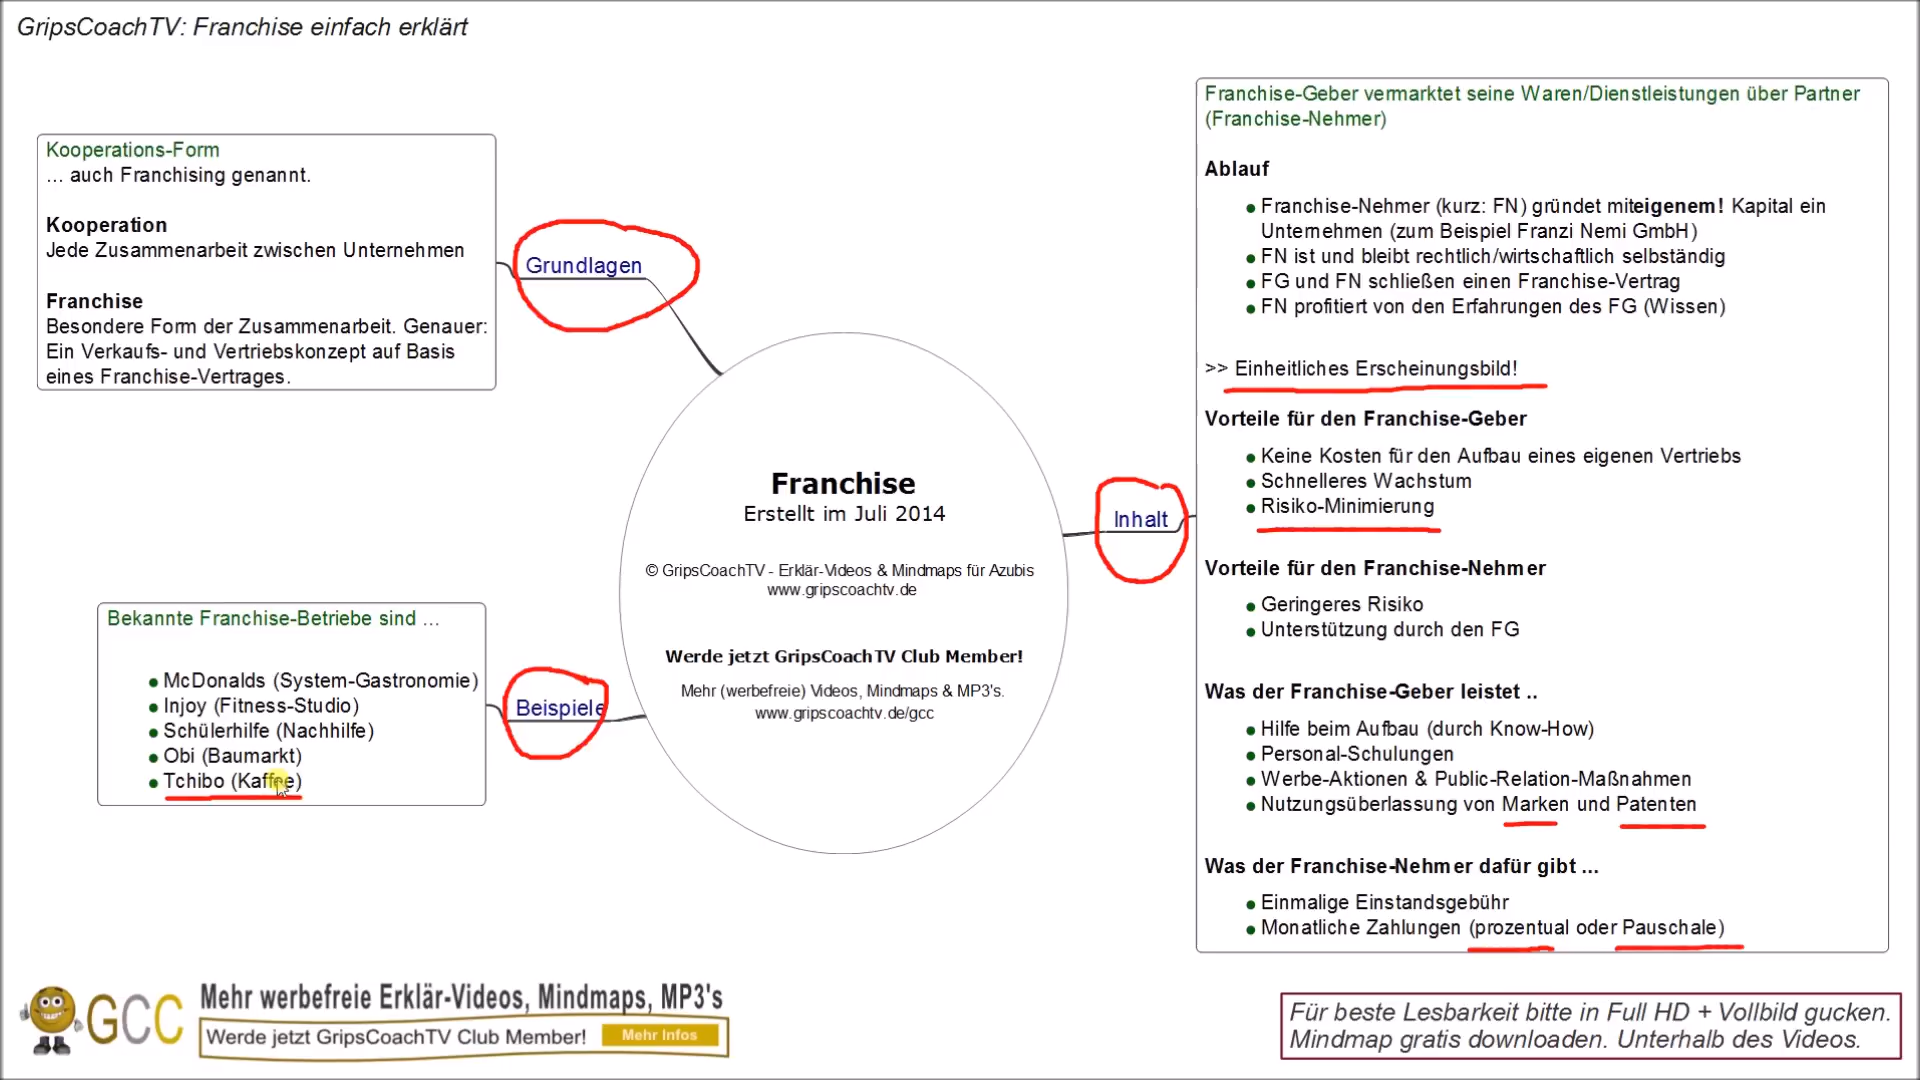 GripsCoachTV: Franchise einfach erklärt
Kooperations-Form
... auch Franchising genannt.
Kooperation
Jede Zusammenarbeit zwischen Unternehmen
Franchise
Besondere Form der Zusammenarbeit. Genauer:
Ein Verkaufs- und Vertriebskonzept auf Basis
eines Franchise-Vertrages.
Grundlagen
Franchise
Erstellt im Juli 2014
© GripsCoachTV - Erklär-Videos & Mindmaps für Azubis
www.gripscoachtv.de
Werde jetzt GripsCoachTV Club Member!
Mehr (werbefreie) Videos, Mindmaps & MP3's.
www.gripscoachtv.de/gcc
Bekannte Franchise-Betriebe sind ...
McDonalds (System-Gastronomie)
Injoy (Fitness-Studio)
Schülerhilfe (Nachhilfe)
Obi (Baumarkt)
Tchibo (Kaffee)
Beispiele
Inhalt
Franchise-Geber vermarktet seine Waren/Dienstleistungen über Partner
(Franchise-Nehmer)
Ablauf
Franchise-Nehmer (kurz: FN) gründet miteigenem! Kapital ein
Unternehmen (zum Beispiel Franzi Nemi GmbH)
FN ist und bleibt rechtlich/wirtschaftlich selbständig
FG und FN schließen einen Franchise-Vertrag
FN profitiert von den Erfahrungen des FG (Wissen)
>> Einheitliches Erscheinungsbild!
Vorteile für den Franchise-Geber
Keine Kosten für den Aufbau eines eigenen Vertriebs
Schnelleres Wachstum
Risiko-Minimierung
Vorteile für den Franchise-Nehmer
Geringeres Risiko
Unterstützung durch den FG
Was der Franchise-Geber leistet ..
Hilfe beim Aufbau (durch Know-How)
Personal-Schulungen
Werbe-Aktionen & Public-Relation-Maßnahmen
Nutzungsüberlassung von Marken und Patenten
Was der Franchise-Nehmer dafür gibt ...
Einmalige Einstandsgebühr
Monatliche Zahlungen (prozentual oder Pauschale)
GCC
Mehr werbefreie Erklär-Videos, Mindmaps, MP3's
Werde jetzt GripsCoachTV Club Member! Mehr Infos
Für beste Lesbarkeit bitte in Full HD + Vollbild gucken.
Mindmap gratis downloaden. Unterhalb des Videos.